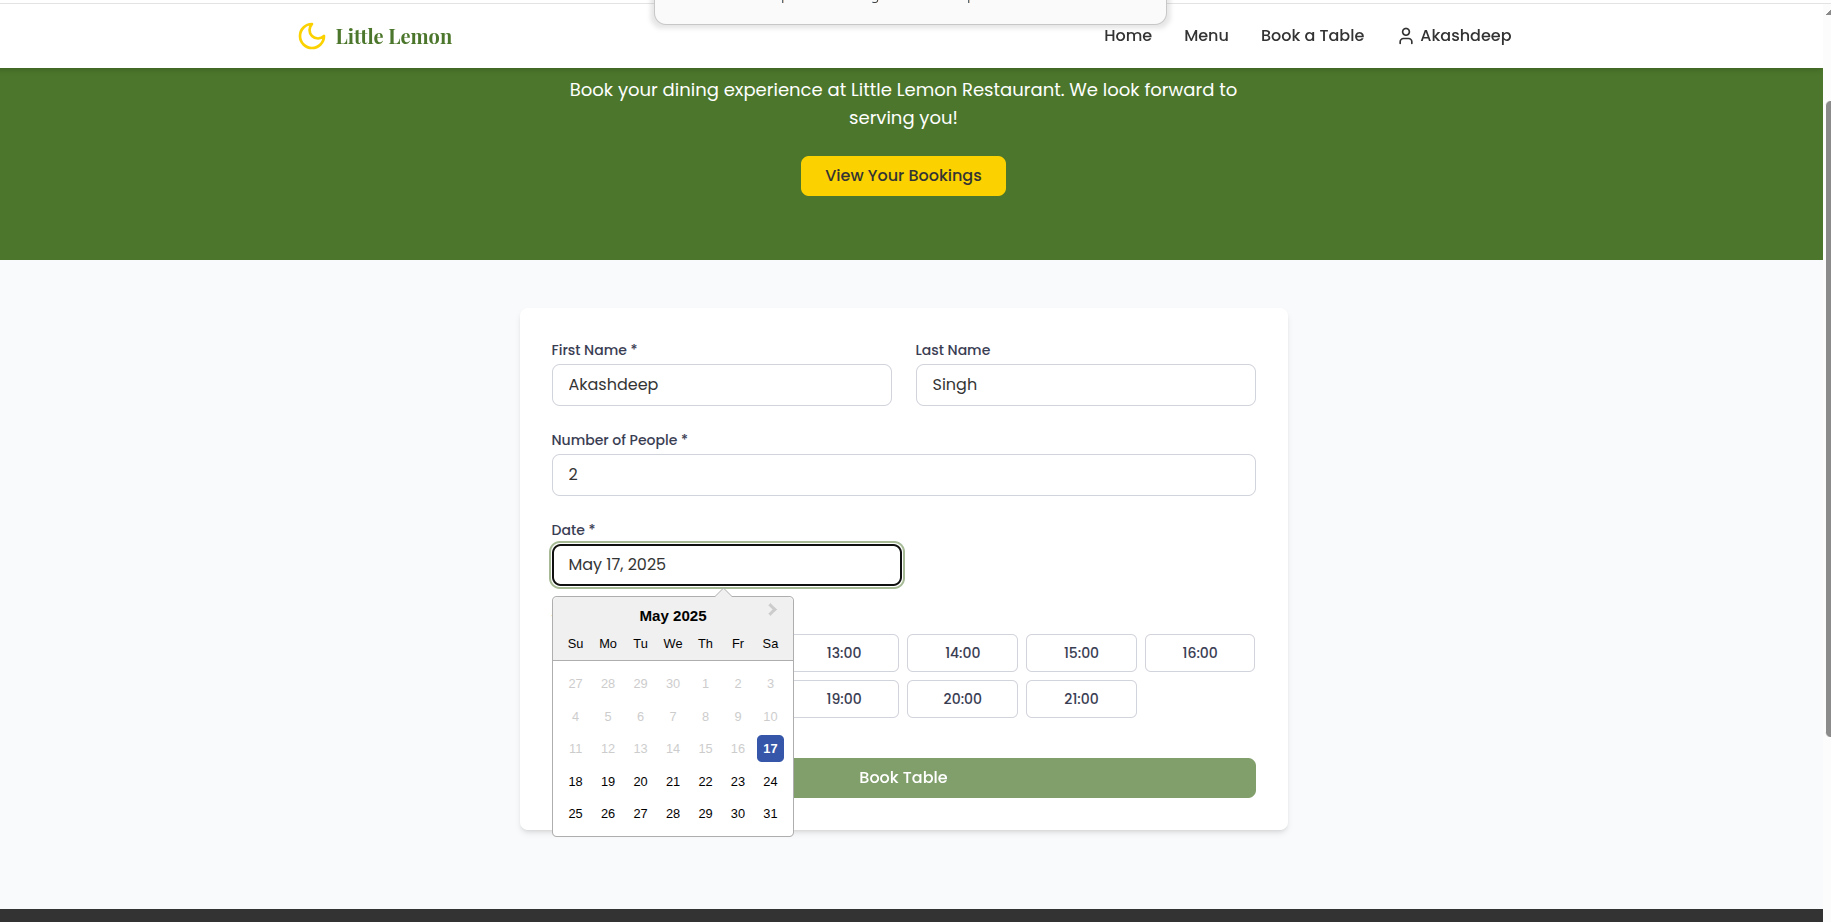 Little Lemon
Home Menu Book a Table Akashdeep
Book your dining experience at Little Lemon Restaurant. We look forward to
serving you!
View Your Bookings
First Name * Last Name
Akashdeep Singh
Number of People *
2
Date *
May 17, 2025
May 2025
Su Mo Tu We Th Fr Sa
27 28 29 30 1 2 3
4 5 6 7 8 9 10
11 12 13 14 15 16 17
18 19 20 21 22 23 24
25 26 27 28 29 30 31
13:00 14:00 15:00 16:00
19:00 20:00 21:00
Book Table